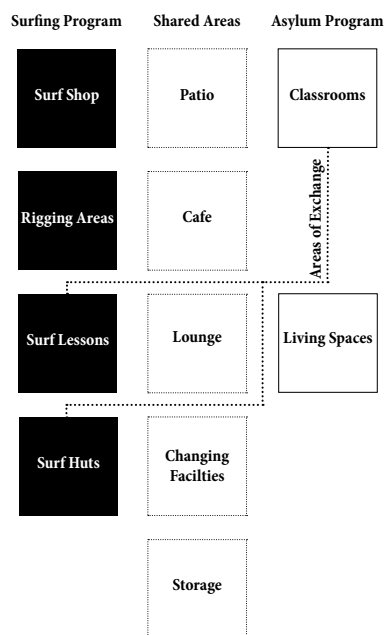 Surfing Program
Shared Areas
Asylum Program
Surf Shop
Patio
Classrooms
Areas of Exchange
Rigging Areas
Cafe
Surf Lessons
Lounge
Living Spaces
Surf Huts
Changing
Facilties
Storage